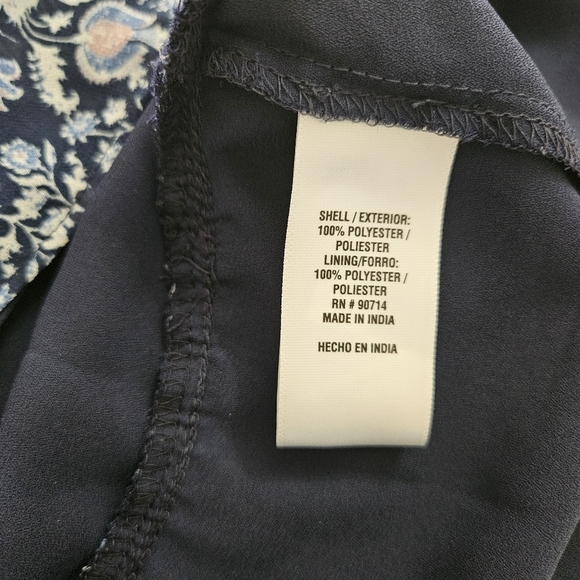 SHELL / EXTERIOR:
100% POLYESTER /
POLIESTER
LINING/FORRO:
100% POLYESTER /
POLIESTER
RN # 90714
MADE IN INDIA
HECHO EN INDIA